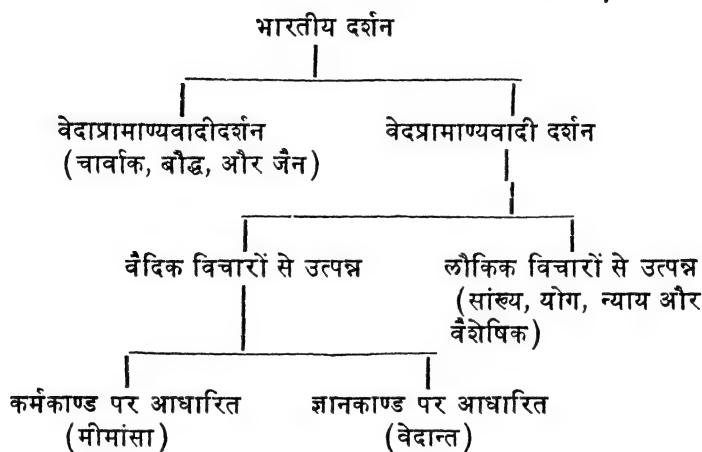 भारतीय दर्शन
वेदाप्रामाण्यवादीदर्शन
(चार्वाक, बौद्ध, और जैन)
वेदप्रामाण्यवादी दर्शन
वैदिक विचारों से उत्पन्न
लौकिक विचारों से उत्पन्न
(सांख्य, योग, न्याय और
वैशेषिक)
कर्मकाण्ड पर आधारित
(मीमांसा)
ज्ञानकाण्ड पर आधारित
(वेदान्त)